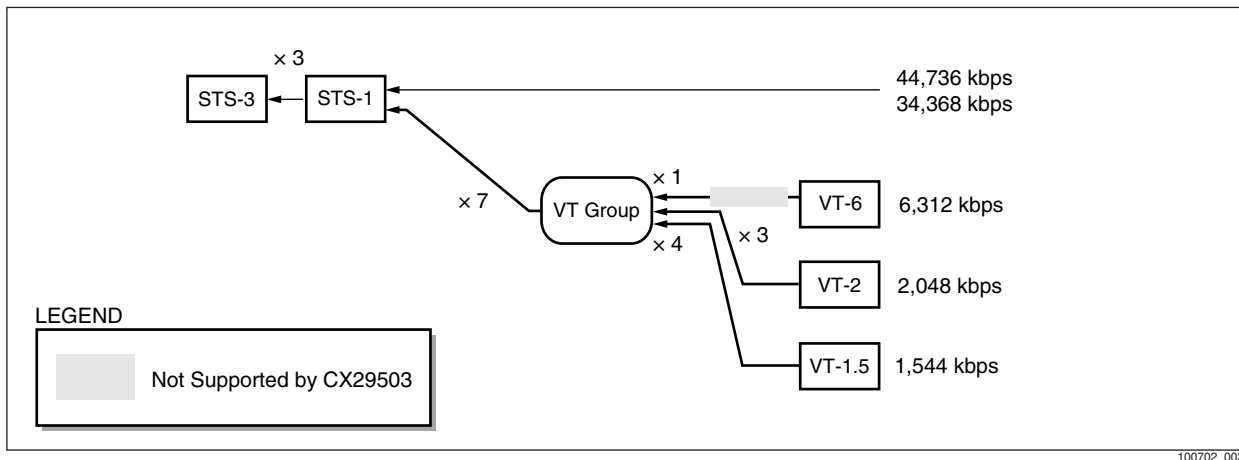 × 3
44,736 kbps
STS-3
STS-1
34,368 kbps
× 1
× 7
VT Group
VT-6
6,312 kbps
× 4
× 3
VT-2
2,048 kbps
LEGEND
VT-1.5
1,544 kbps
Not Supported by CX29503